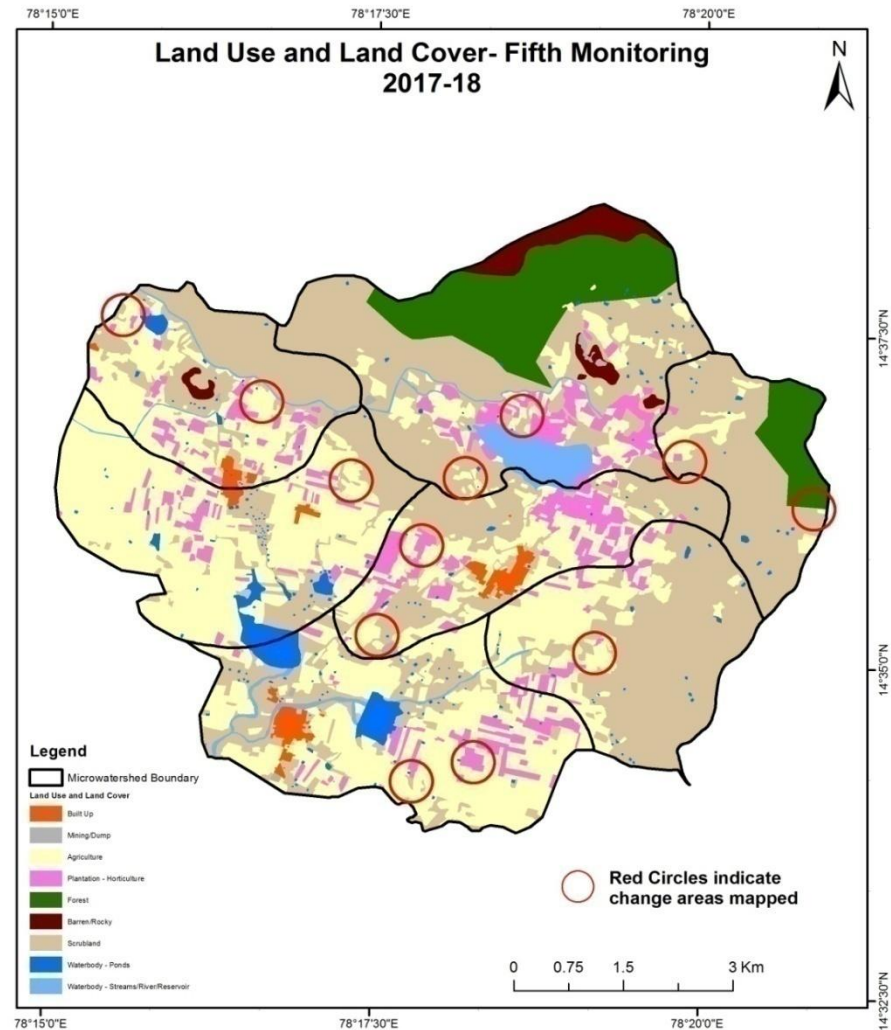 78°15'0"E 78°17'30"E 78°20'0"E
Land Use and Land Cover- Fifth Monitoring
2017-18
N
14°37'30"N
14°35'0"N
14°32'30"N
Legend
Microwatershed Boundary
Land Use and Land Cover
Built Up
Mining/Dump
Agriculture
Plantation - Horticulture
Forest
Barren/Rocky
Scrubland
Waterbody - Ponds
Waterbody - Streams/River/Reservoir
Red Circles indicate
change areas mapped
0 0.75 1.5 3 Km
78°15'0"E 78°17'30"E 78°20'0"E